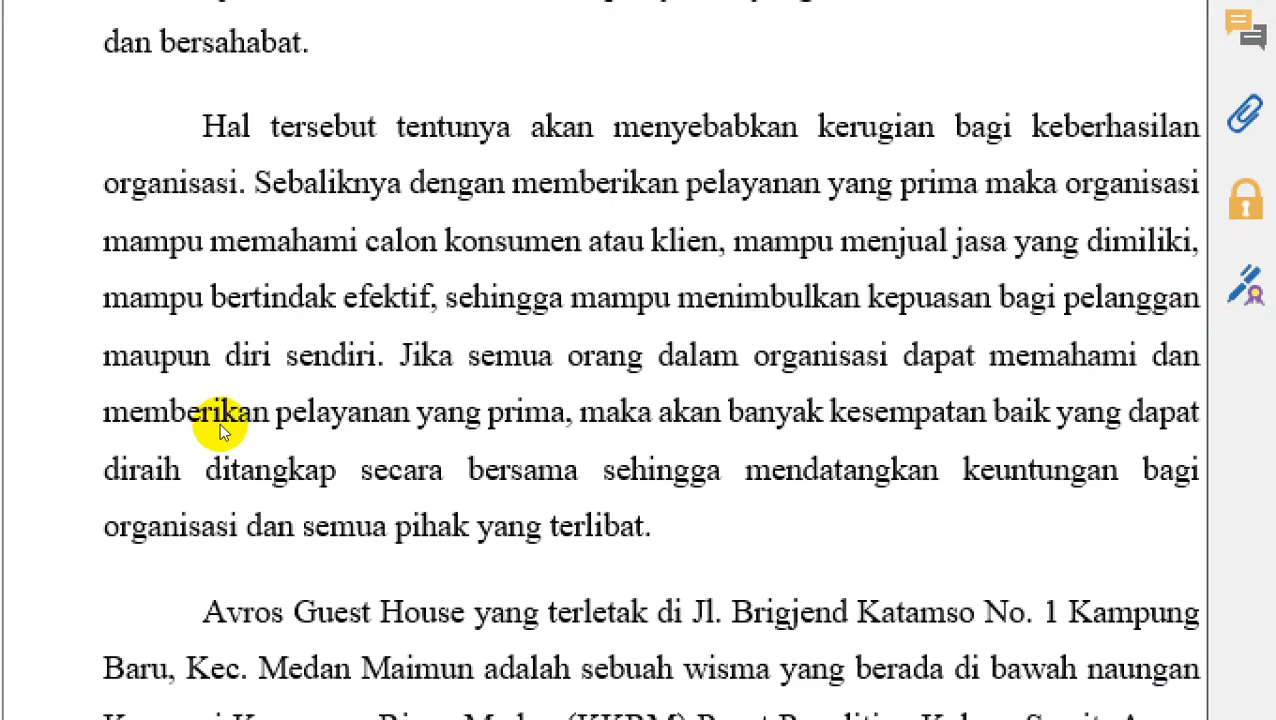 dan bersahabat.
Hal tersebut tentunya akan menyebabkan kerugian bagi keberhasilan
organisasi. Sebaliknya dengan memberikan pelayanan yang prima maka organisasi
mampu memahami calon konsumen atau klien, mampu menjual jasa yang dimiliki,
mampu bertindak efektif, sehingga mampu menimbulkan kepuasan bagi pelanggan
maupun diri sendiri. Jika semua orang dalam organisasi dapat memahami dan
memberikan pelayanan yang prima, maka akan banyak kesempatan baik yang dapat
diraih ditangkap secara bersama sehingga mendatangkan keuntungan bagi
organisasi dan semua pihak yang terlibat.
Avros Guest House yang terletak di Jl. Brigjend Katamso No. 1 Kampung
Baru, Kec. Medan Maimun adalah sebuah wisma yang berada di bawah naungan